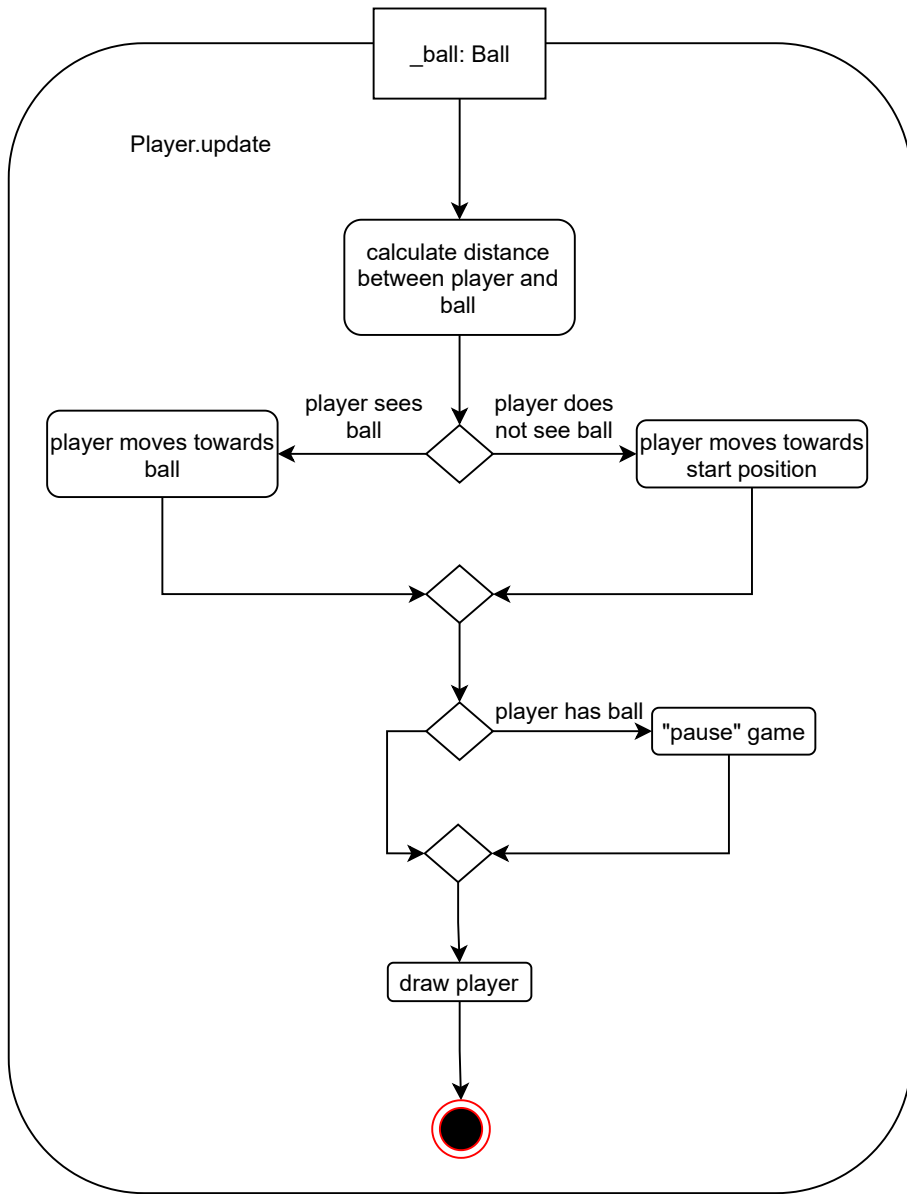 _ball: Ball
Player.update
calculate distance
between player and
ball
player sees
ball
player does
not see ball
player moves towards
ball
player moves towards
start position
player has ball
"pause" game
draw player